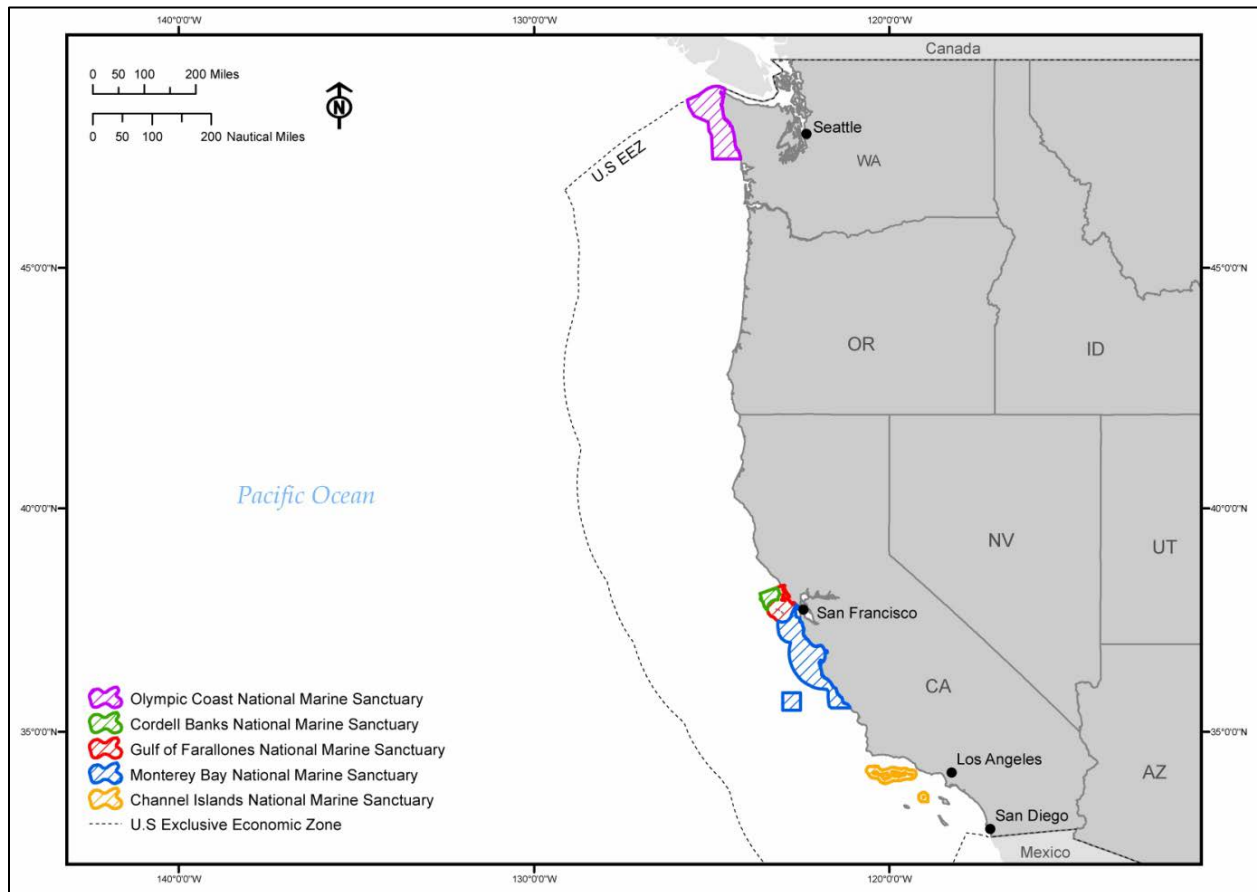 140°0'0"W 130°0'0"W 120°0'0"W
Canada
0 50 100 200 Miles
0 50 100 200 Nautical Miles
N
Seattle
WA
U.S EEZ
45°0'0"N 45°0'0"N
OR
ID
40°0'0"N 40°0'0"N
Pacific Ocean
NV
UT
San Francisco
CA
Olympic Coast National Marine Sanctuary
Cordell Banks National Marine Sanctuary
Gulf of Farallones National Marine Sanctuary
Monterey Bay National Marine Sanctuary
Channel Islands National Marine Sanctuary
U.S Exclusive Economic Zone
35°0'0"N 35°0'0"N
Los Angeles
AZ
San Diego
Mexico
140°0'0"W 130°0'0"W 120°0'0"W